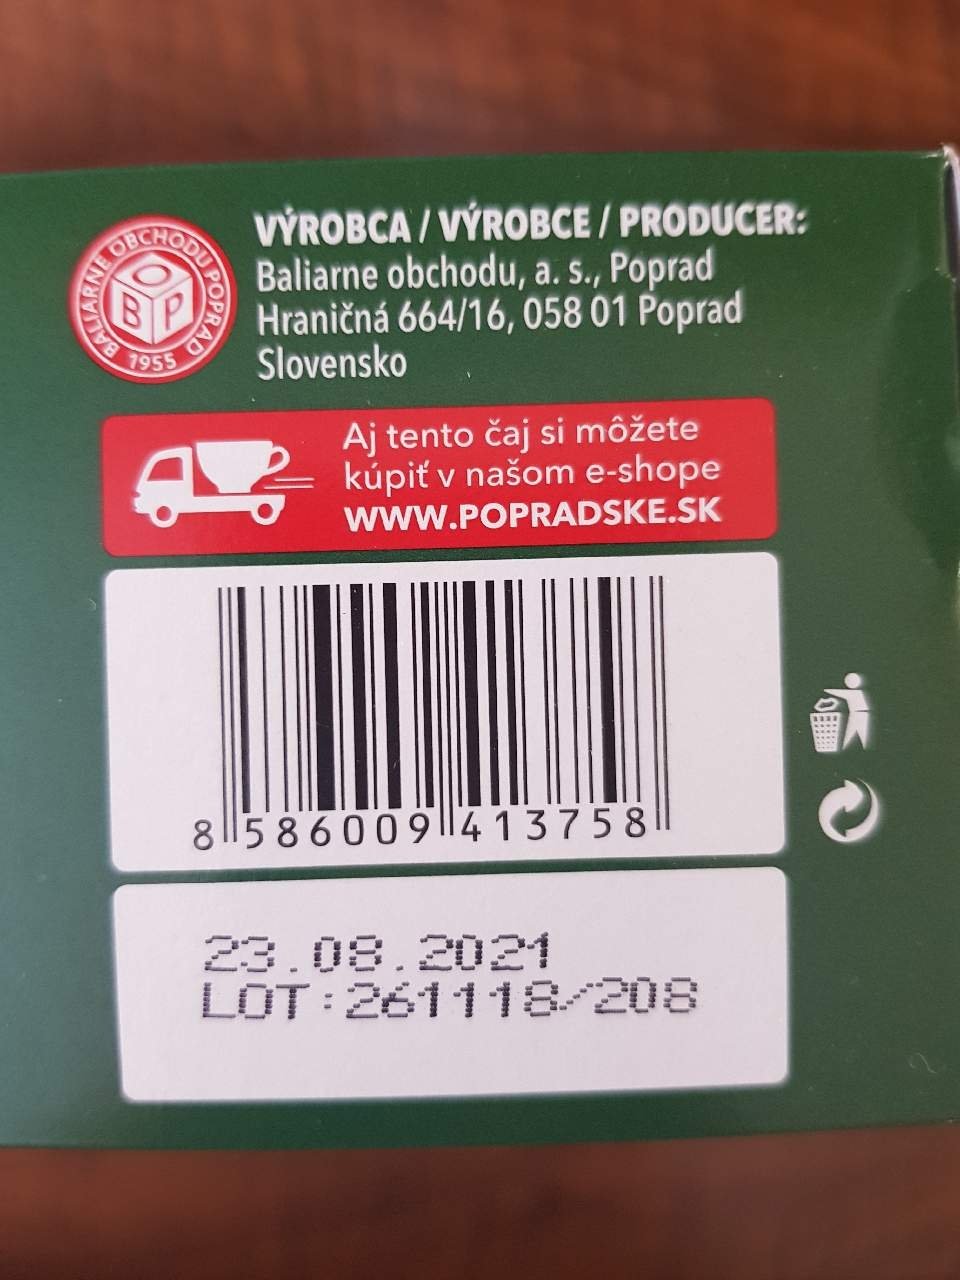 BALIARNE OBCHODU POPRAD
O
B P
1955
VÝROBCA / VÝROBCE / PRODUCER:
Baliarne obchodu, a. s., Poprad
Hraničná 664/16, 058 01 Poprad
Slovensko
Aj tento čaj si môžete
kúpiť v našom e-shope
WWW.POPRADSKE.SK
8 586009 413758
23.08.2021
LOT:261118/208